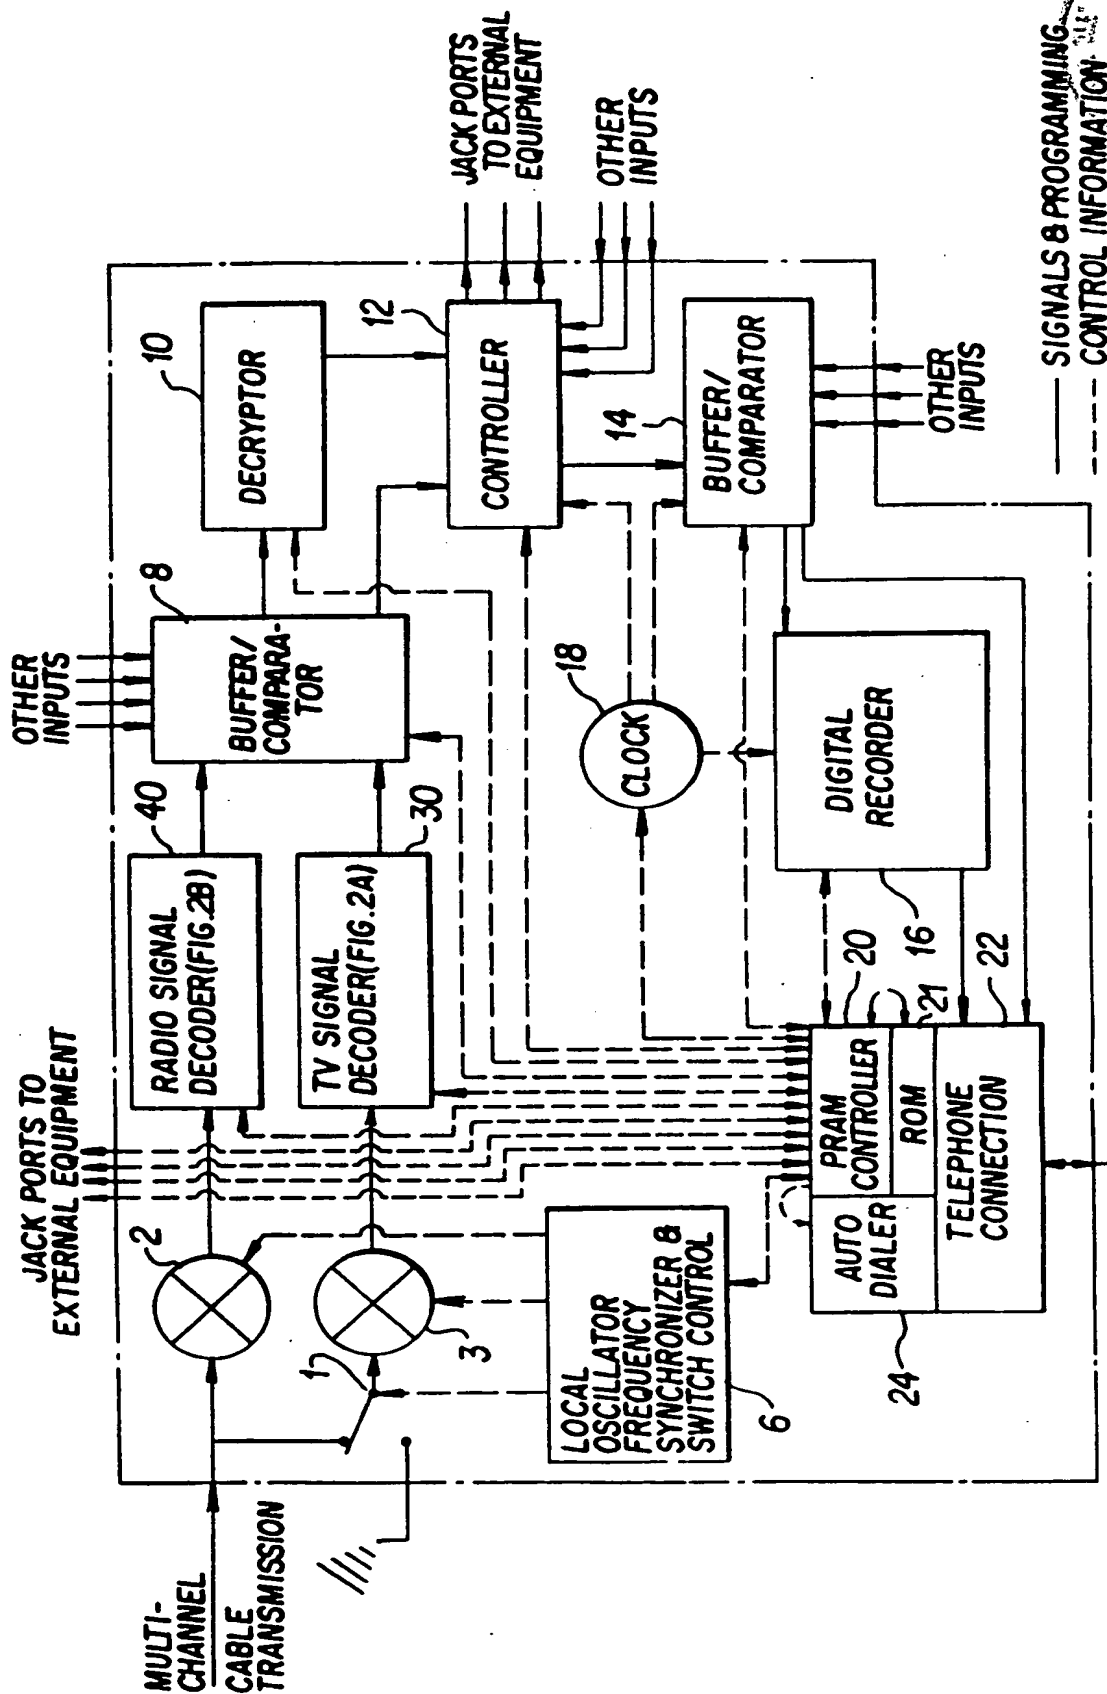 MULTI-
CHANNEL
CABLE
TRANSMISSION
JACK PORTS TO
EXTERNAL EQUIPMENT
OTHER
INPUTS
2
1
3
RADIO SIGNAL
DECODER(FIG.2B)
40
TV SIGNAL
DECODER(FIG.2A)
30
8
BUFFER/
COMPARA-
TOR
10
DECRYPTOR
12
CONTROLLER
JACK PORTS
TO EXTERNAL
EQUIPMENT
OTHER
INPUTS
14
BUFFER/
COMPARATOR
OTHER
INPUTS
18
CLOCK
LOCAL
OSCILLATOR
FREQUENCY
SYNCHRONIZER &
SWITCH CONTROL
6
DIGITAL
RECORDER
16
20
21
22
24
AUTO
DIALER
PRAM
CONTROLLER
ROM
TELEPHONE
CONNECTION
SIGNALS & PROGRAMMING
CONTROL INFORMATION